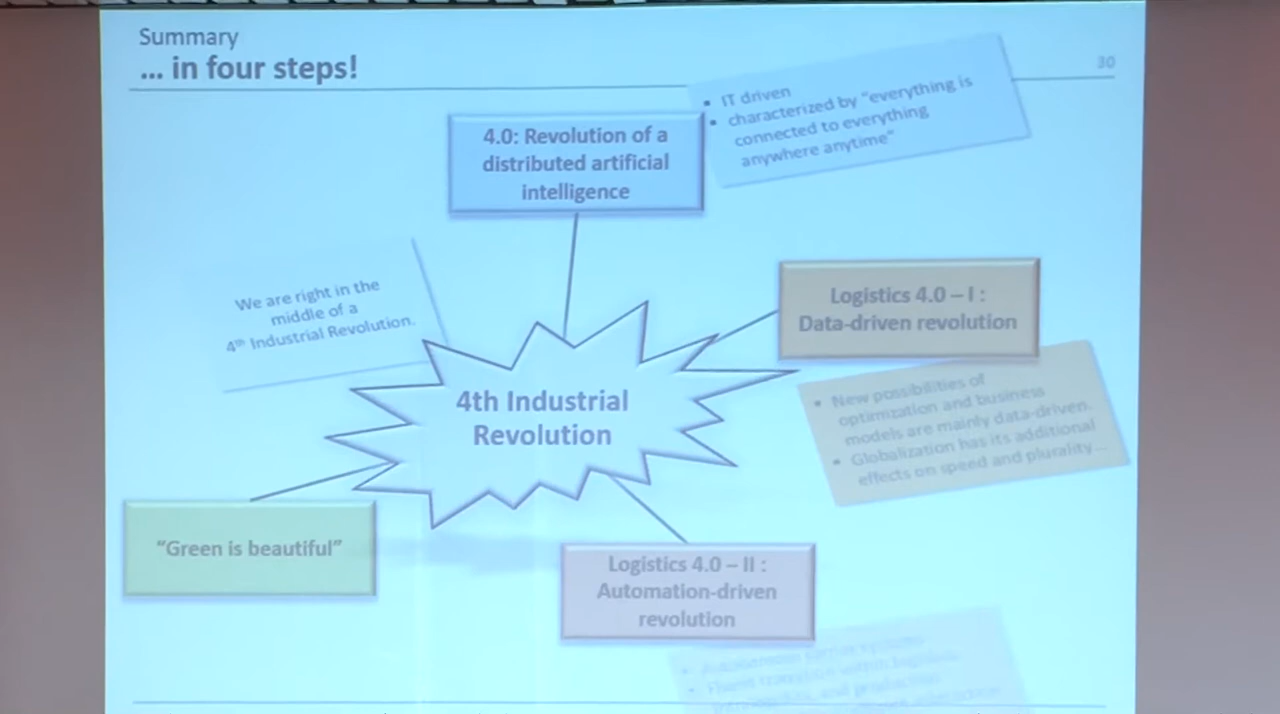 Summary
... in four steps!
30
4.0: Revolution of a
distributed artificial
intelligence
• IT driven
• characterized by “everything is
connected to everything
anywhere anytime”
We are right in the
middle of a
4th Industrial Revolution.
Logistics 4.0 – I :
Data-driven revolution
• New possibilities of
optimization and business
models are mainly data-driven.
• Globalization has its additional
effects on speed and plurality ...
4th Industrial
Revolution
“Green is beautiful”
Logistics 4.0 – II :
Automation-driven
revolution